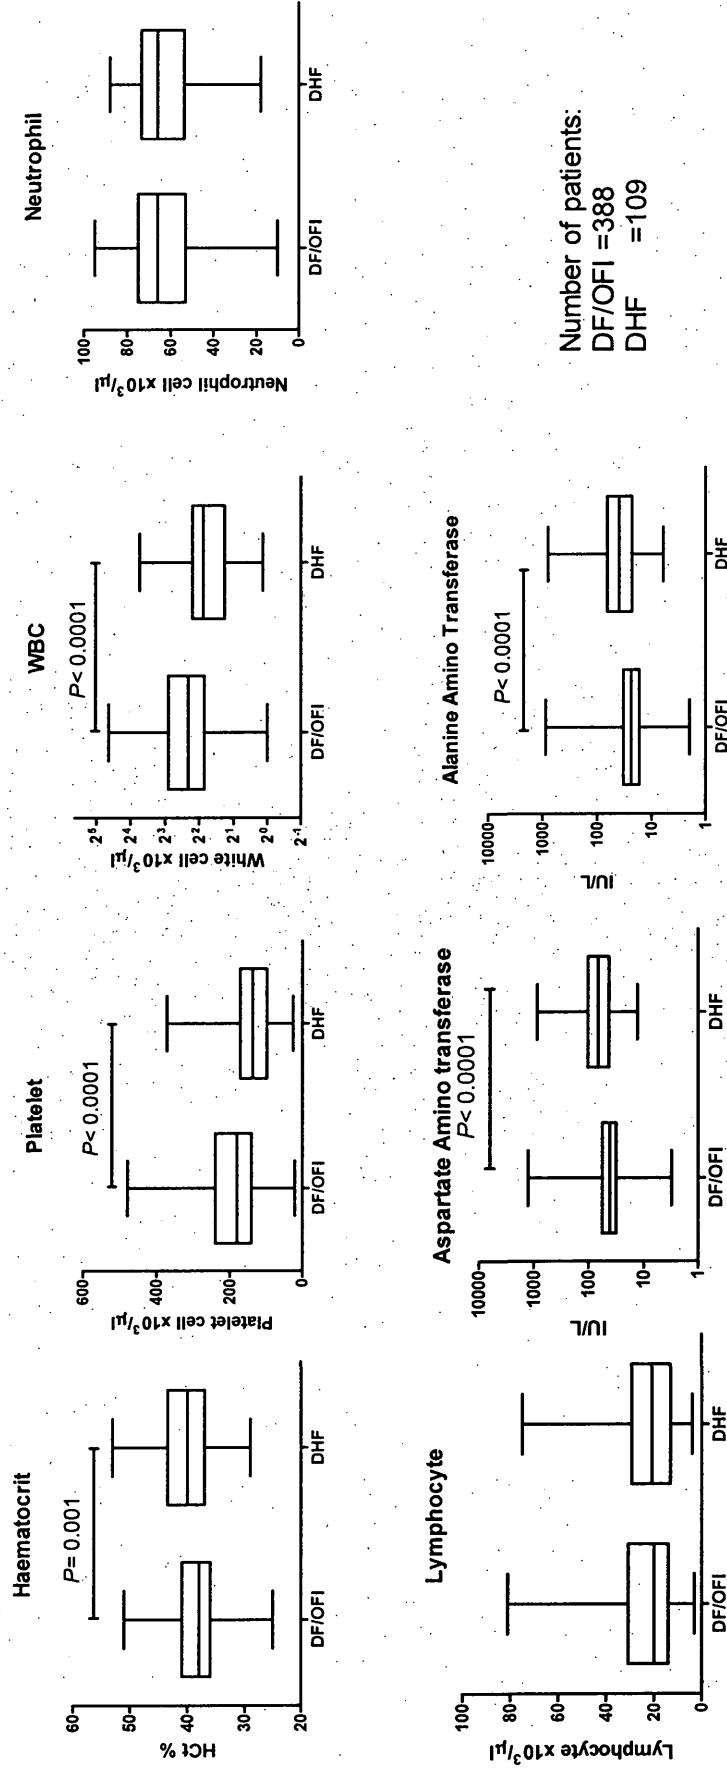 Haematocrit
P= 0.001
HCt %
60
50
40
30
20
DF/OFI
DHF
Platelet
P< 0.0001
Platelet cell x10³/µl
600
400
200
0
DF/OFI
DHF
WBC
P< 0.0001
White cell x10³/µl
2⁵
2⁴
2³
2²
2¹
2⁰
2⁻¹
DF/OFI
DHF
Neutrophil
Neutrophil cell x10³/µl
100
80
60
40
20
0
DF/OFI
DHF
Lymphocyte
Lymphocyte x10³/µl
100
80
60
40
20
0
DF/OFI
DHF
Aspartate Amino transferase
P< 0.0001
IU/L
10000
1000
100
10
1
DF/OFI
DHF
Alanine Amino Transferase
P< 0.0001
IU/L
10000
1000
100
10
1
DF/OFI
DHF
Number of patients:
DF/OFI =388
DHF =109